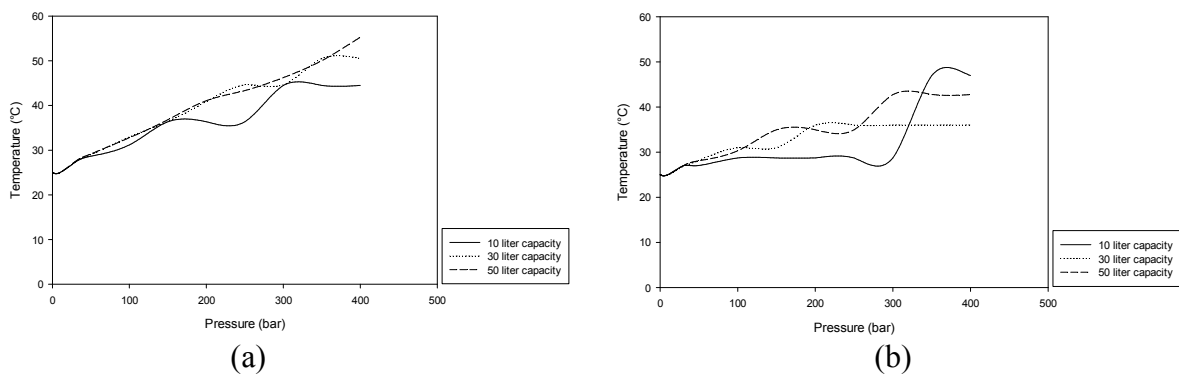 60
50
40
30
20
10
0
Temperature (°C)
0 100 200 300 400 500
Pressure (bar)
10 liter capacity
30 liter capacity
50 liter capacity
(a)
60
50
40
30
20
10
0
Temperature (°C)
0 100 200 300 400 500
Pressure (bar)
10 liter capacity
30 liter capacity
50 liter capacity
(b)